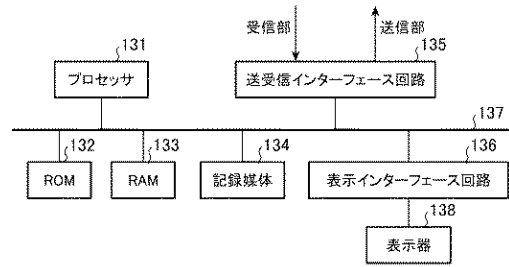 受信部 送信部
131 135
プロセッサ 送受信インターフェース回路
137
132 133 134 136
ROM RAM 記録媒体 表示インターフェース回路
138
表示器